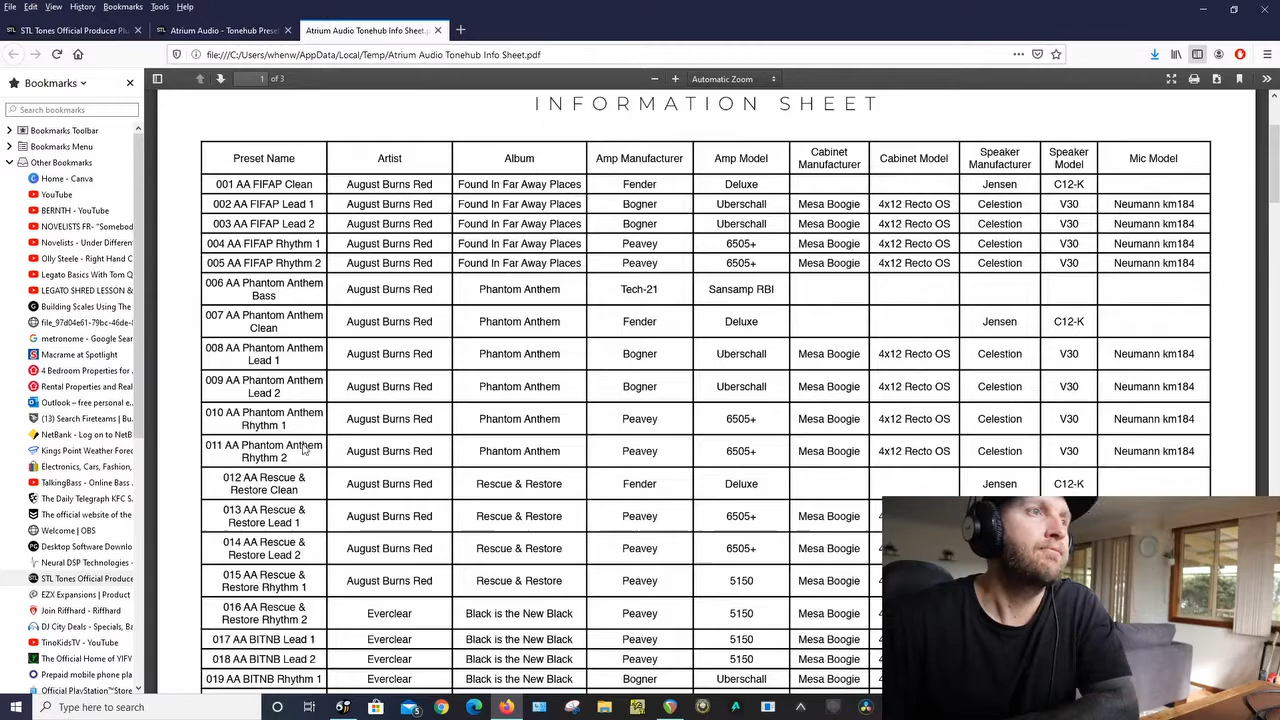 File Edit View History Bookmarks Tools Help
STL Tones Official Producer Plu
Atrium Audio - Tonehub Prese
Atrium Audio Tonehub Info Sheet.p
file:///C:/Users/whenw/AppData/Local/Temp/Atrium Audio Tonehub Info Sheet.pdf
Bookmarks
1 of 3
Automatic Zoom
Search bookmarks
Bookmarks Toolbar
Bookmarks Menu
Other Bookmarks
Home - Canva
YouTube
BERNTH - YouTube
NOVELISTS FR- "Somebod
Novelists - Under Differen
Olly Steele - Right Hand C
Legato Basics With Tom Q
LEGATO SHRED LESSON &
Building Scales Using The
file_97d04e61-79bc-46de-8
metronome - Google Searc
Macrame at Spotlight
4 Bedroom Properties for
Rental Properties and Real
Outlook – free personal e
(13) Search Fireteams | Bu
NetBank - Log on to NetB
Kings Point Weather Forec
Electronics, Cars, Fashion,
TalkingBass - Online Bass
The Daily Telegraph KFC S
The official website of the
Welcome | OBS
Desktop Software Downlo
Neural DSP Technologies -
STL Tones Official Produce
EZX Expansions | Product
Join Riffhard - Riffhard
DJ City Deals - Specials, Ba
TinoKidsTV - YouTube
The Official Home of VIFV
Prepaid mobile phone pla
Official PlayStation™Store
INFORMATION SHEET
Preset Name Artist Album Amp Manufacturer Amp Model Cabinet Manufacturer Cabinet Model Speaker Manufacturer Speaker Model Mic Model
001 AA FIFAP Clean August Burns Red Found In Far Away Places Fender Deluxe Jensen C12-K
002 AA FIFAP Lead 1 August Burns Red Found In Far Away Places Bogner Uberschall Mesa Boogie 4x12 Recto OS Celestion V30 Neumann km184
003 AA FIFAP Lead 2 August Burns Red Found In Far Away Places Bogner Uberschall Mesa Boogie 4x12 Recto OS Celestion V30 Neumann km184
004 AA FIFAP Rhythm 1 August Burns Red Found In Far Away Places Peavey 6505+ Mesa Boogie 4x12 Recto OS Celestion V30 Neumann km184
005 AA FIFAP Rhythm 2 August Burns Red Found In Far Away Places Peavey 6505+ Mesa Boogie 4x12 Recto OS Celestion V30 Neumann km184
006 AA Phantom Anthem Bass August Burns Red Phantom Anthem Tech-21 Sansamp RBI
007 AA Phantom Anthem Clean August Burns Red Phantom Anthem Fender Deluxe Jensen C12-K
008 AA Phantom Anthem Lead 1 August Burns Red Phantom Anthem Bogner Uberschall Mesa Boogie 4x12 Recto OS Celestion V30 Neumann km184
009 AA Phantom Anthem Lead 2 August Burns Red Phantom Anthem Bogner Uberschall Mesa Boogie 4x12 Recto OS Celestion V30 Neumann km184
010 AA Phantom Anthem Rhythm 1 August Burns Red Phantom Anthem Peavey 6505+ Mesa Boogie 4x12 Recto OS Celestion V30 Neumann km184
011 AA Phantom Anthem Rhythm 2 August Burns Red Phantom Anthem Peavey 6505+ Mesa Boogie 4x12 Recto OS Celestion V30 Neumann km184
012 AA Rescue & Restore Clean August Burns Red Rescue & Restore Fender Deluxe Jensen C12-K
013 AA Rescue & Restore Lead 1 August Burns Red Rescue & Restore Peavey 6505+ Mesa Boogie
014 AA Rescue & Restore Lead 2 August Burns Red Rescue & Restore Peavey 6505+ Mesa Boogie
015 AA Rescue & Restore Rhythm 1 August Burns Red Rescue & Restore Peavey 5150 Mesa Boogie
016 AA Rescue & Restore Rhythm 2 Everclear Black is the New Black Peavey 5150 Mesa Boogie
017 AA BITNB Lead 1 Everclear Black is the New Black Peavey 5150 Mesa Boogie
018 AA BITNB Lead 2 Everclear Black is the New Black Peavey 5150 Mesa Boogie
019 AA BITNB Rhythm 1 Everclear Black is the New Black Bogner Uberschall Mesa Boogie
Type here to search